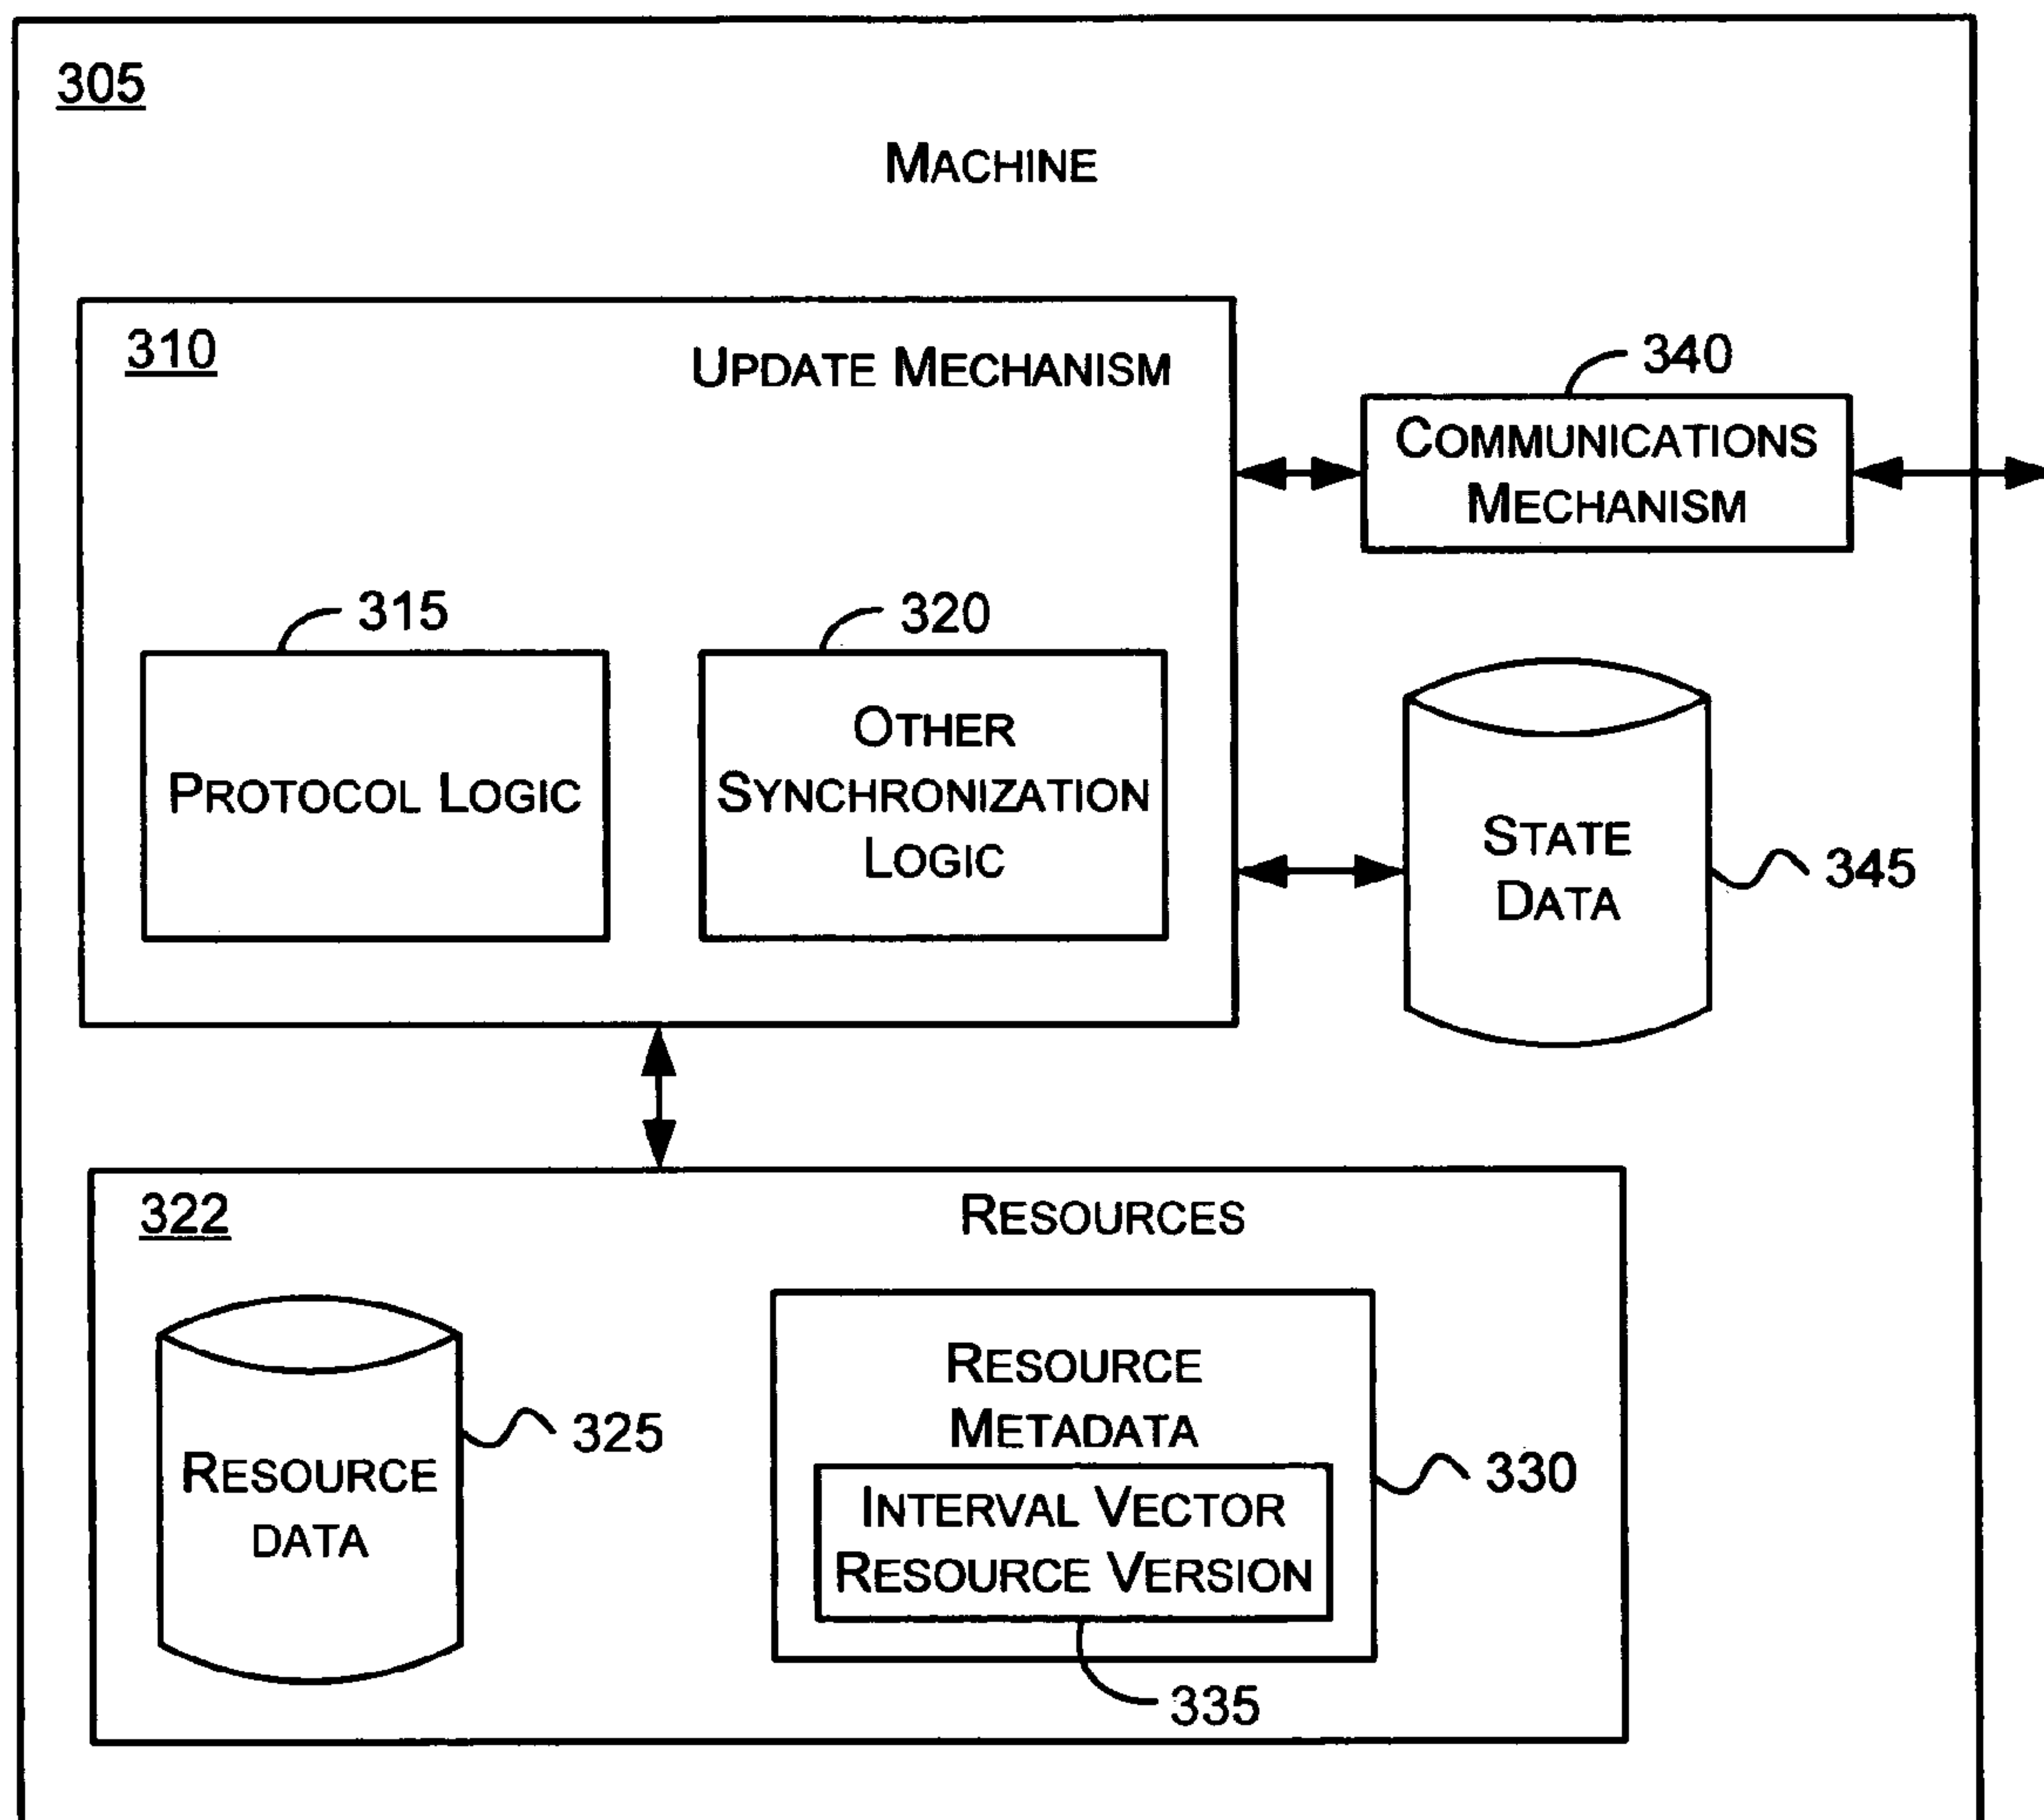 305
MACHINE
310
UPDATE MECHANISM
340
COMMUNICATIONS
MECHANISM
315
PROTOCOL LOGIC
320
OTHER
SYNCHRONIZATION
LOGIC
STATE
DATA
345
322
RESOURCES
RESOURCE
DATA
325
RESOURCE
METADATA
330
INTERVAL VECTOR
RESOURCE VERSION
335